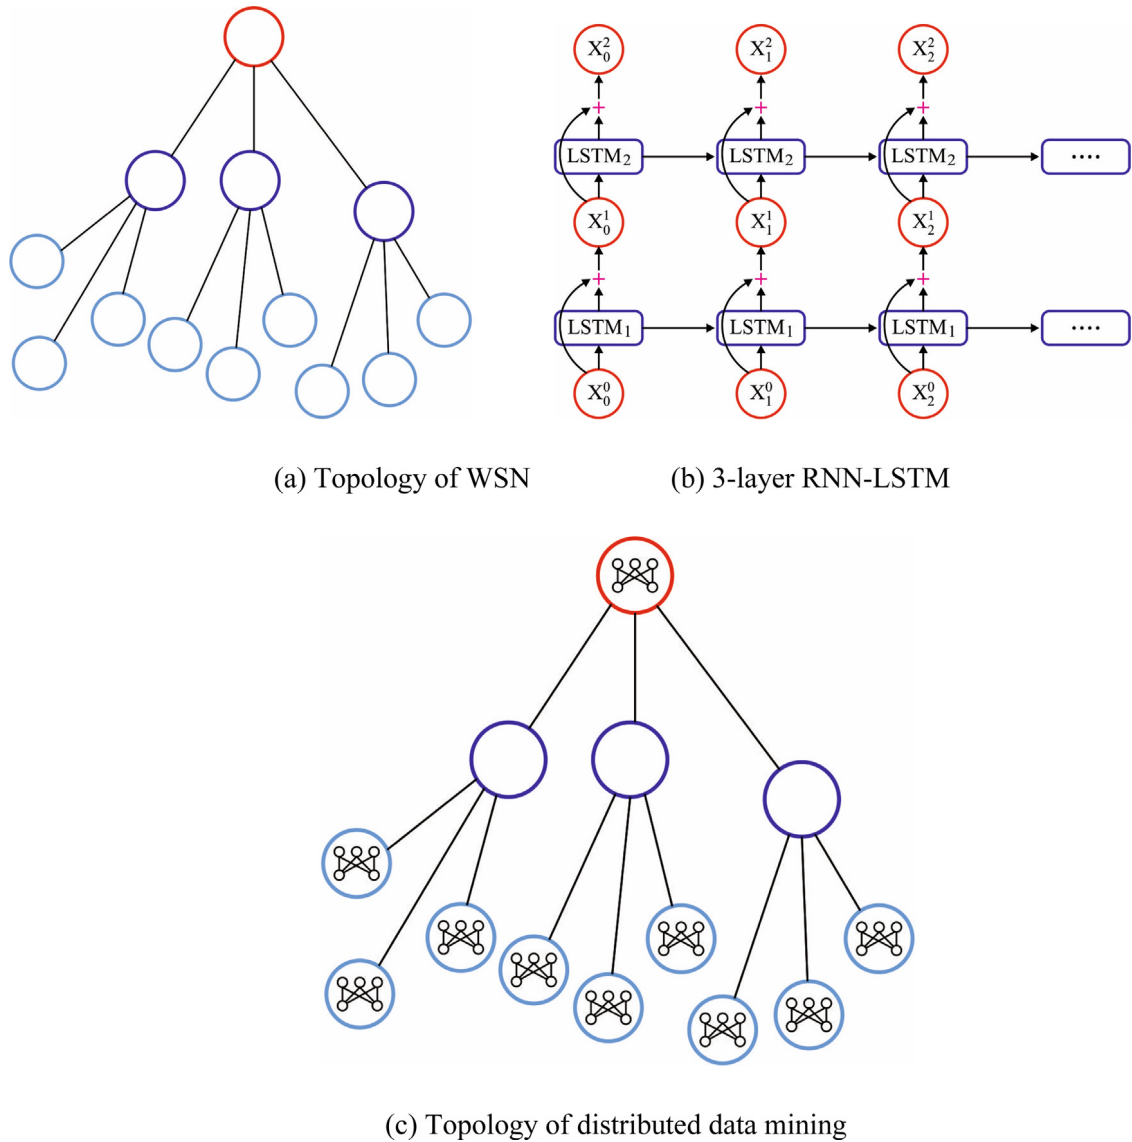 X₀² X₁² X₂²
+ + +
LSTM₂ LSTM₂ LSTM₂ ....
X₀¹ X₁¹ X₂¹
+ + +
LSTM₁ LSTM₁ LSTM₁ ....
X₀⁰ X₁⁰ X₂⁰
(a) Topology of WSN (b) 3-layer RNN-LSTM
(c) Topology of distributed data mining